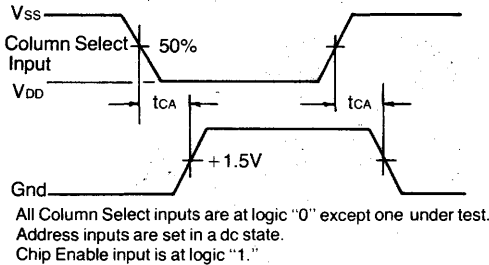 VSS
Column Select
Input
50%
VDD
tCA
tCA
+1.5V
Gnd
All Column Select inputs are at logic "0" except one under test.
Address inputs are set in a dc state.
Chip Enable input is at logic "1."